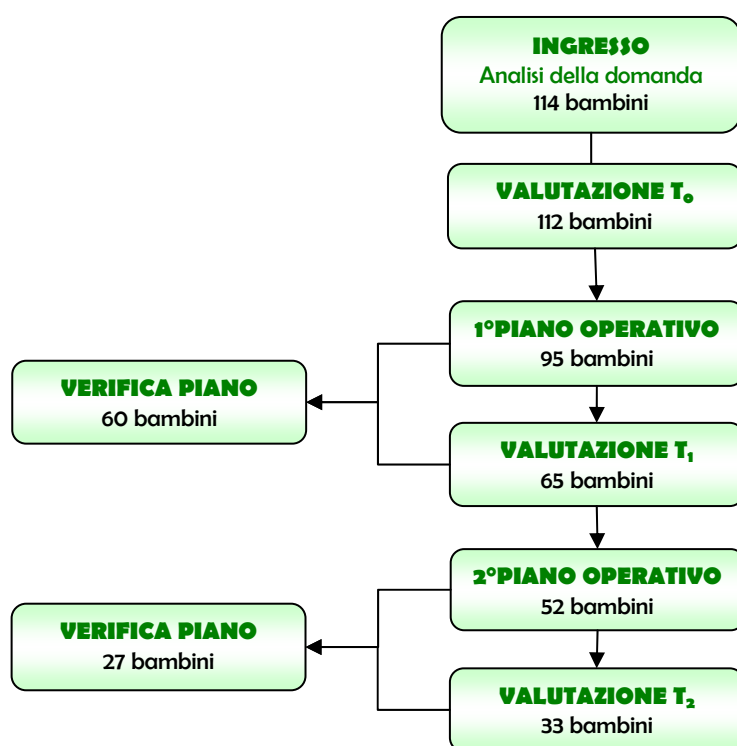 INGRESSO
Analisi della domanda
114 bambini
VALUTAZIONE T₀
112 bambini
1°PIANO OPERATIVO
95 bambini
VERIFICA PIANO
60 bambini
VALUTAZIONE T₁
65 bambini
2°PIANO OPERATIVO
52 bambini
VERIFICA PIANO
27 bambini
VALUTAZIONE T₂
33 bambini